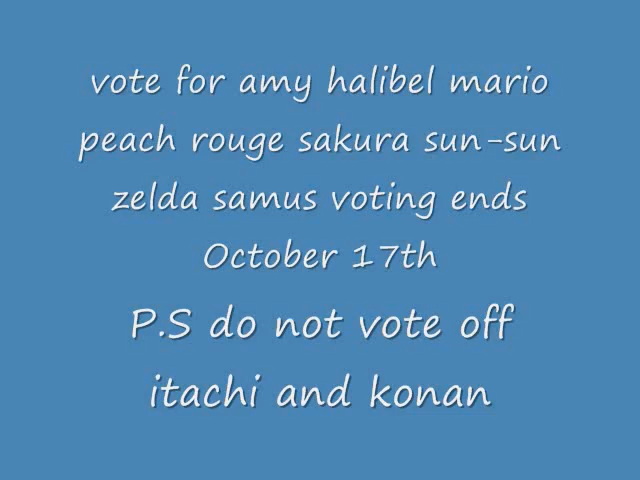 vote for amy halibel mario
peach rouge sakura sun-sun
zelda samus voting ends
October 17th
P.S do not vote off
itachi and konan